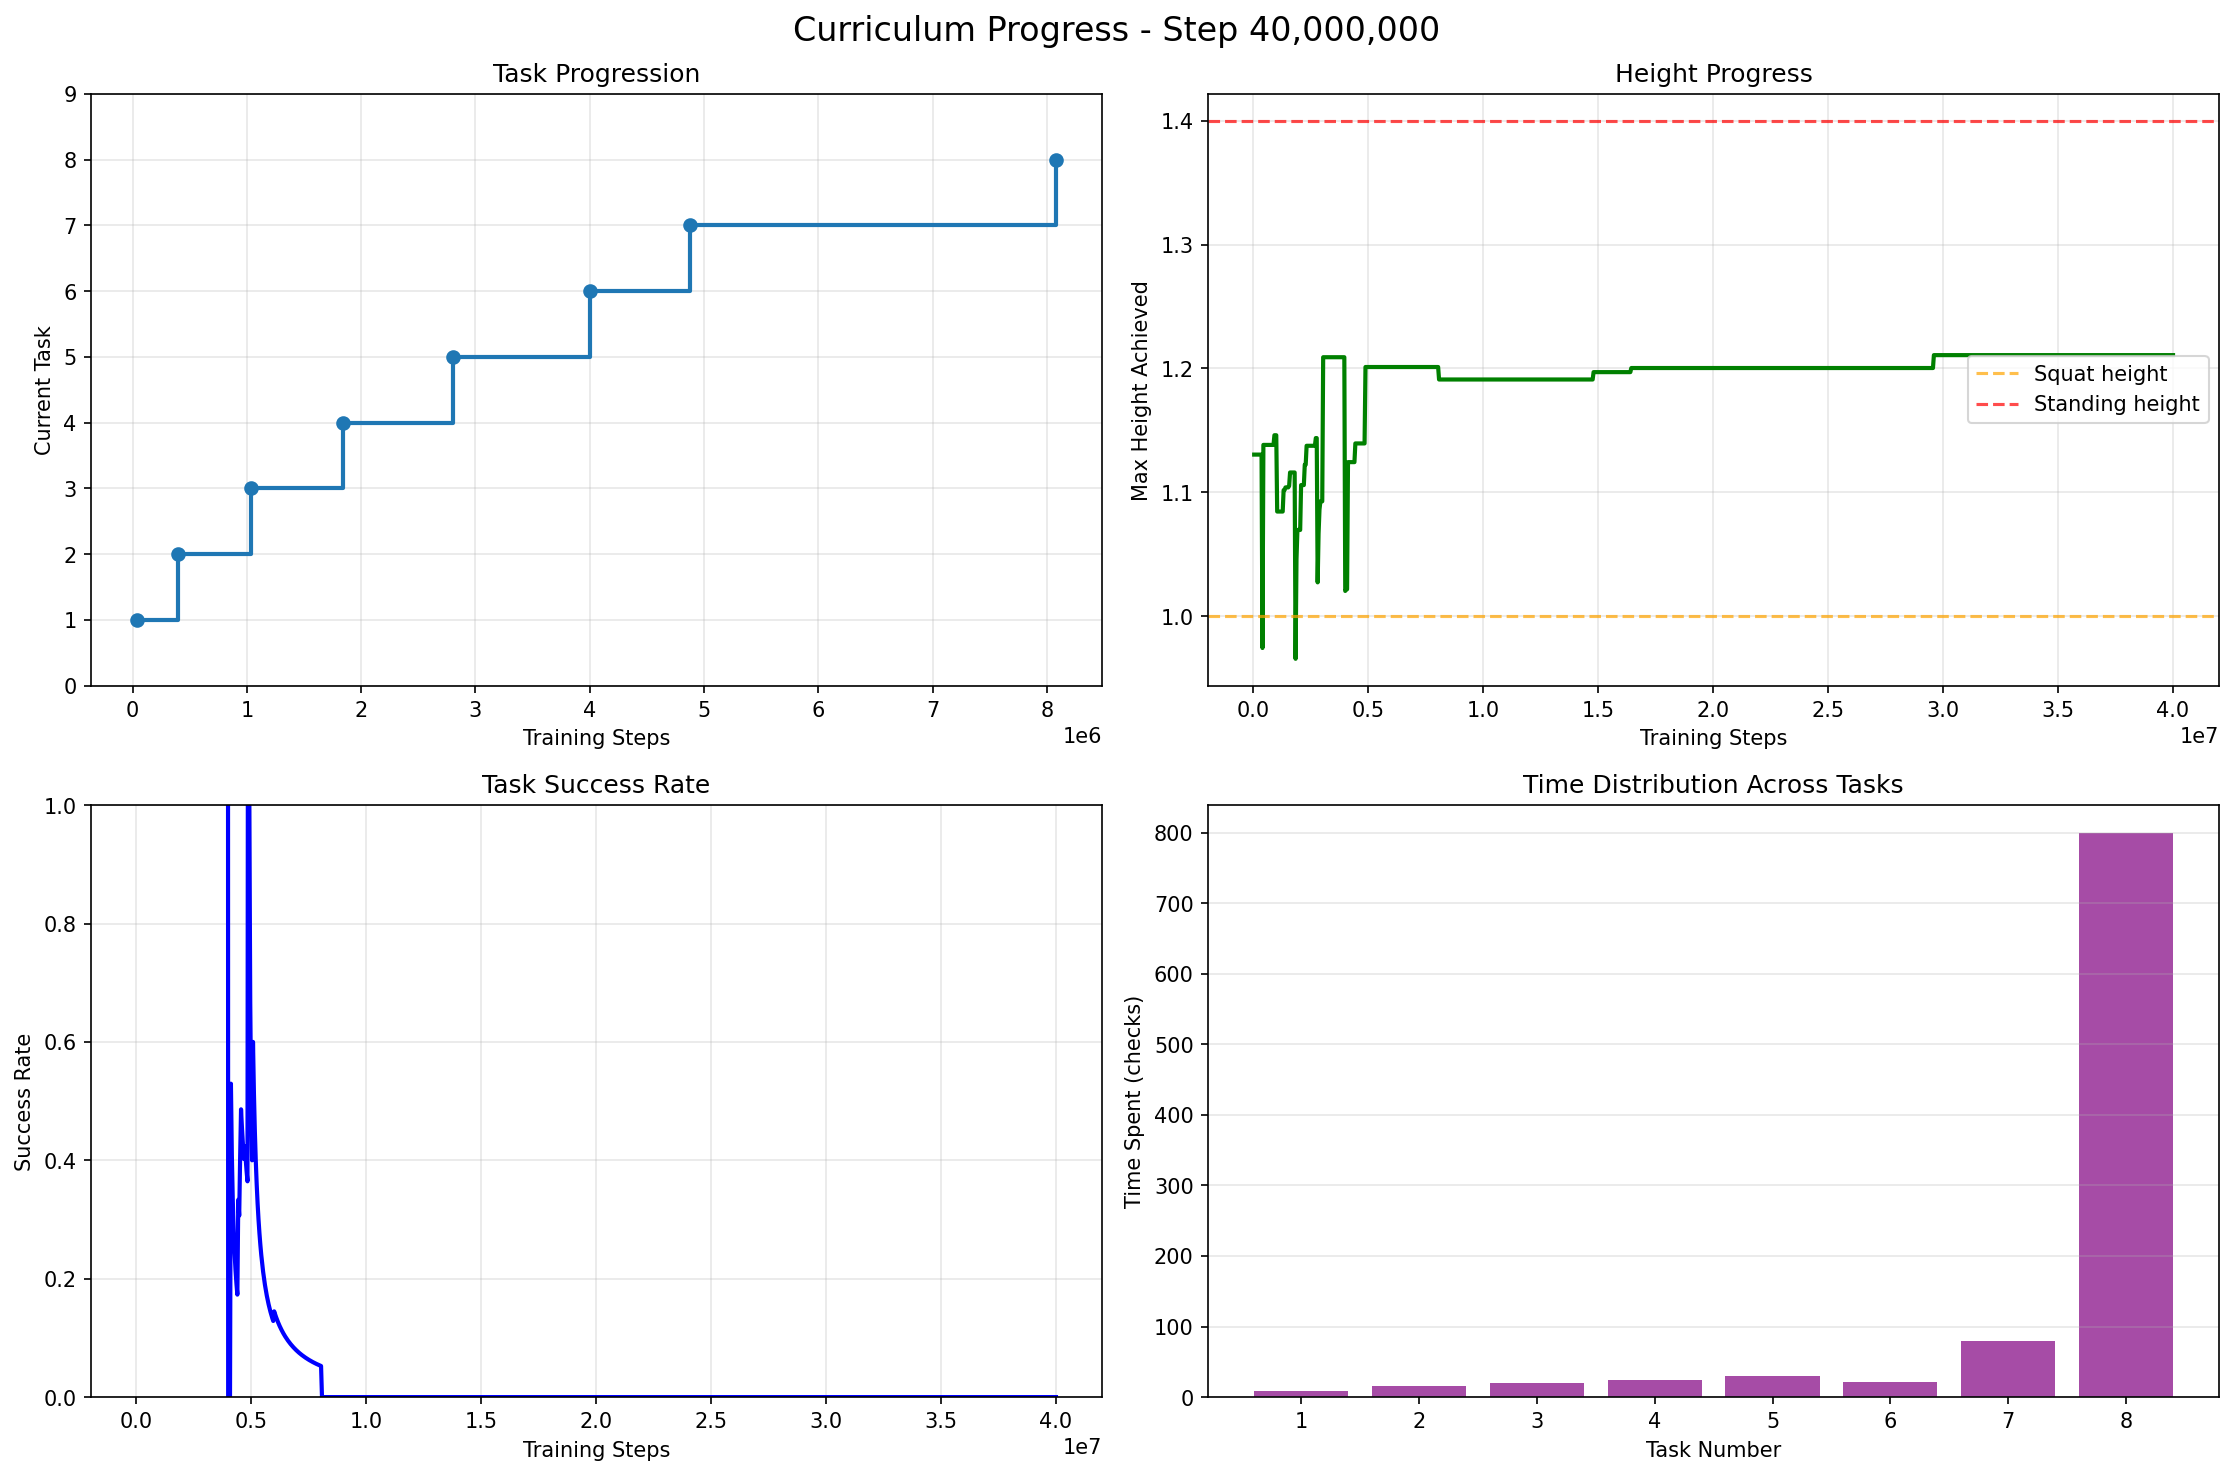 Curriculum Progress - Step 40,000,000
Task Progression
Current Task
9
8
7
6
5
4
3
2
1
0
0 1 2 3 4 5 6 7 8
1e6
Training Steps
Height Progress
Max Height Achieved
1.4
1.3
1.2
1.1
1.0
Squat height
Standing height
0.0 0.5 1.0 1.5 2.0 2.5 3.0 3.5 4.0
1e7
Training Steps
Task Success Rate
Success Rate
1.0
0.8
0.6
0.4
0.2
0.0
0.0 0.5 1.0 1.5 2.0 2.5 3.0 3.5 4.0
1e7
Training Steps
Time Distribution Across Tasks
Time Spent (checks)
800
700
600
500
400
300
200
100
0
1 2 3 4 5 6 7 8
Task Number